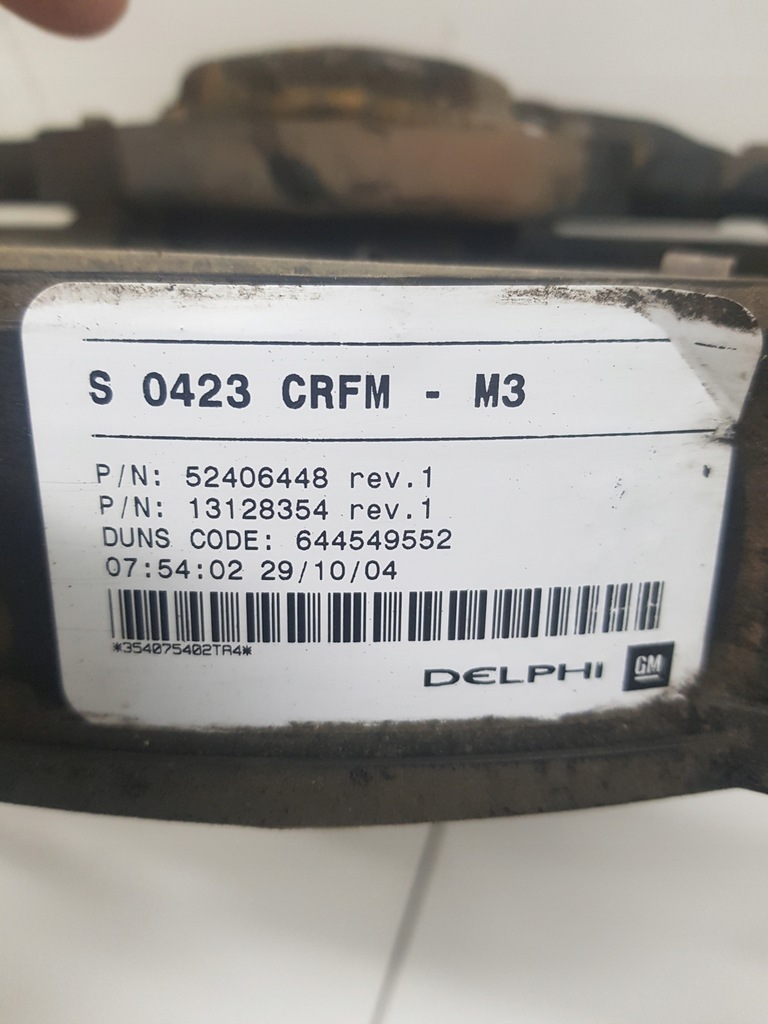 S 0423 CRFM - M3
P/N: 52406448 rev.1
P/N: 13128354 rev.1
DUNS CODE: 644549552
07:54:02 29/10/04
*354075402TA4*
DELPHI GM